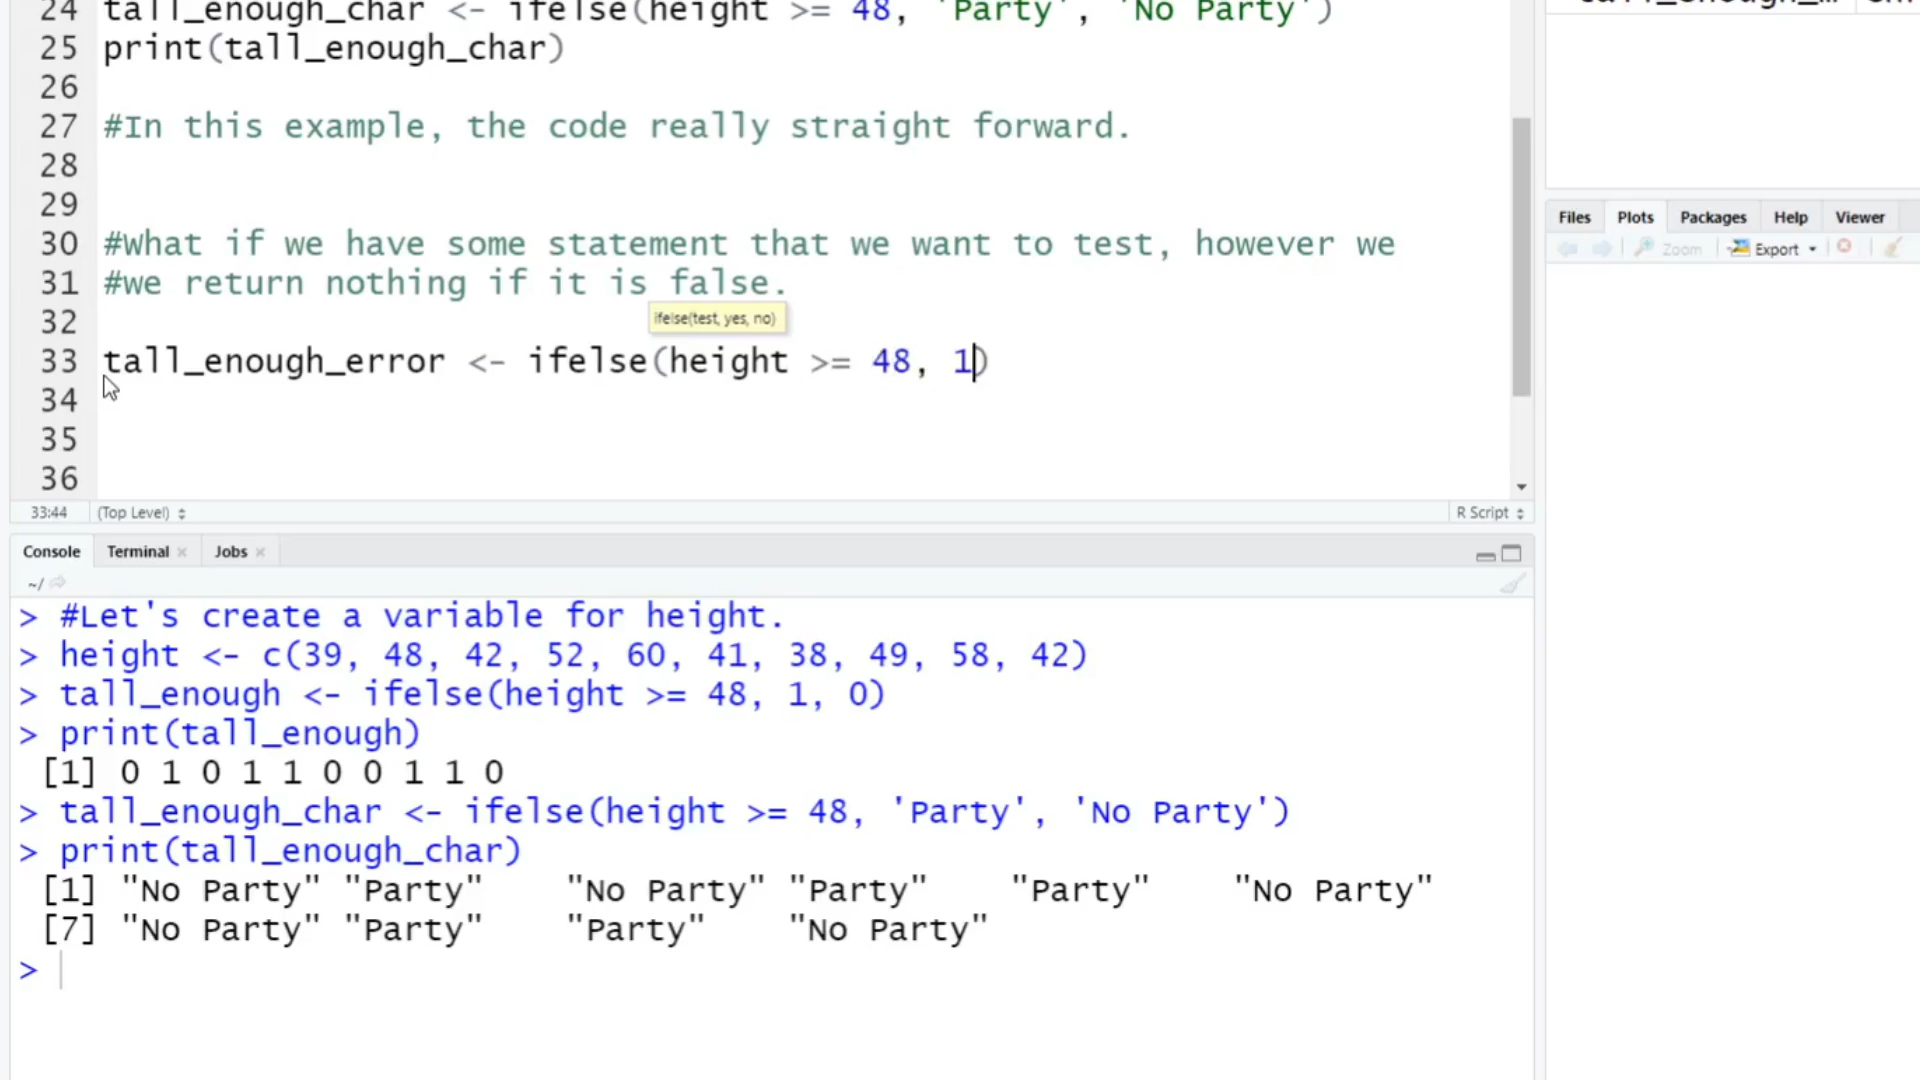 24 tall_enough_char <- ifelse(height >= 48, 'Party', 'No Party')
25 print(tall_enough_char)
26
27 #In this example, the code really straight forward.
28
29
30 #What if we have some statement that we want to test, however we
31 #we return nothing if it is false.
ifelse(test, yes, no)
32
33 tall_enough_error <- ifelse(height >= 48, 1)
34
35
36
33:44 (Top Level) R Script
Files Plots Packages Help Viewer
Zoom Export
Console Terminal Jobs
~/
> #Let's create a variable for height.
> height <- c(39, 48, 42, 52, 60, 41, 38, 49, 58, 42)
> tall_enough <- ifelse(height >= 48, 1, 0)
> print(tall_enough)
[1] 0 1 0 1 1 0 0 1 1 0
> tall_enough_char <- ifelse(height >= 48, 'Party', 'No Party')
> print(tall_enough_char)
[1] "No Party" "Party" "No Party" "Party" "Party" "No Party"
[7] "No Party" "Party" "Party" "No Party"
>